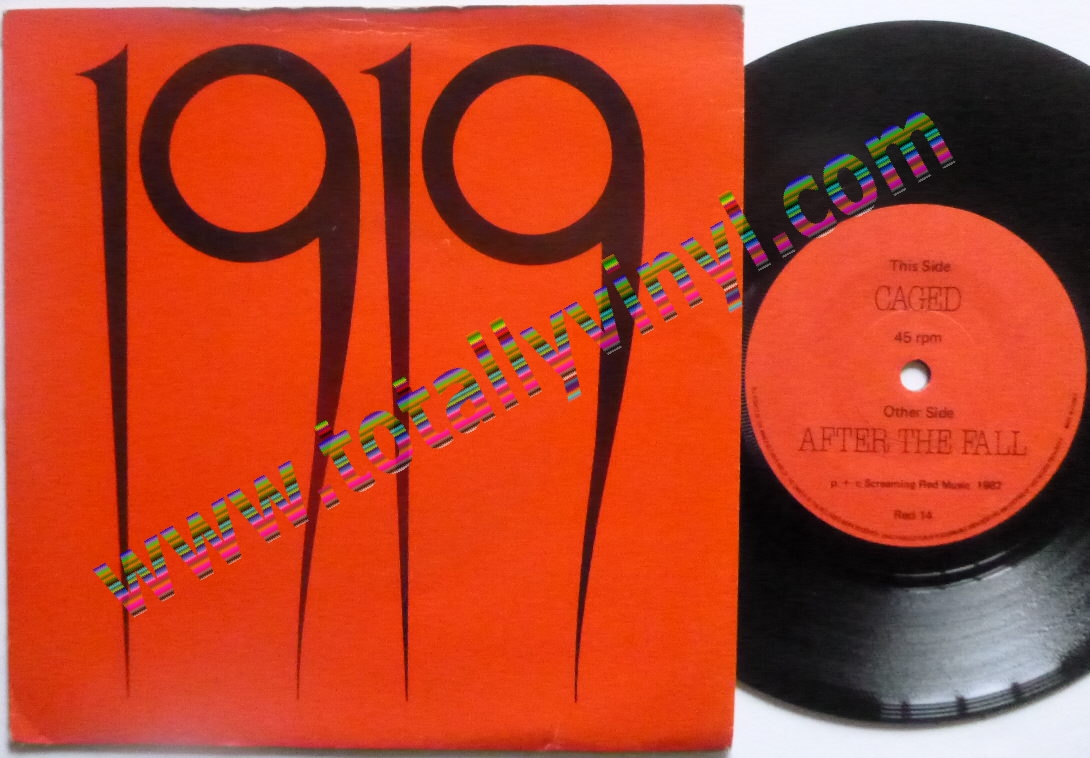 1919
www.totallyvinyl.com
This Side
CAGED
45 rpm
Other Side
AFTER THE FALL
p. + c Screaming Red Music 1982
Red 14